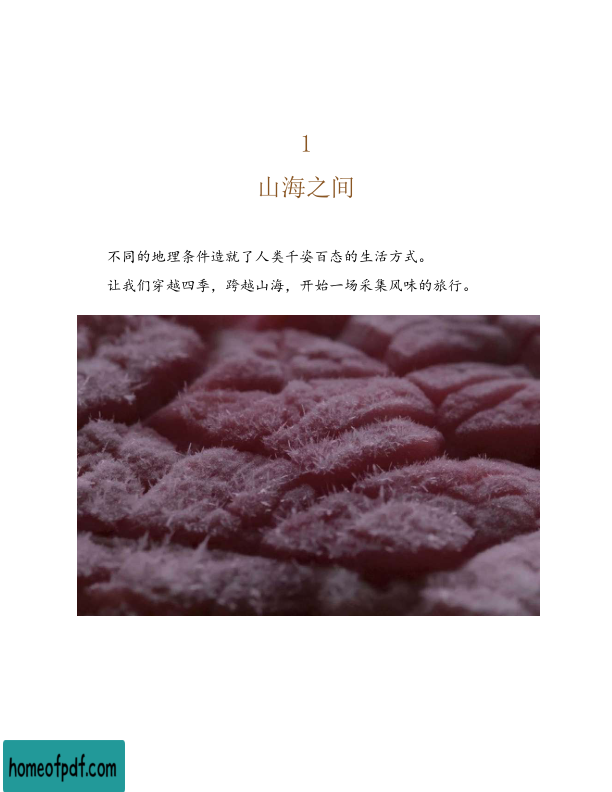 1
山海之间
不同的地理条件造就了人类千姿百态的生活方式。
让我们穿越四季，跨越山海，开始一场采集风味的旅行。
homeofpdf.com